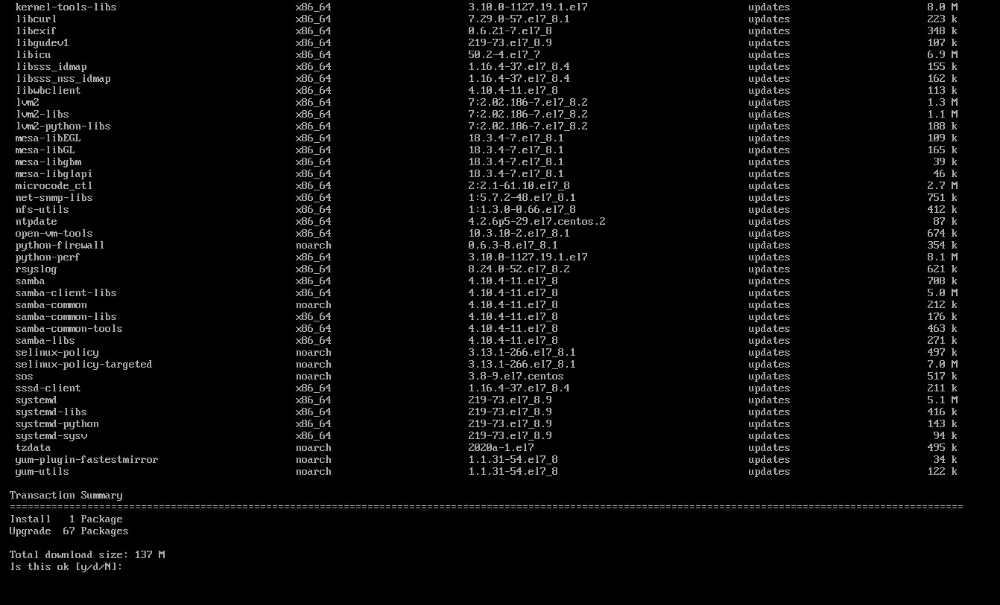 kernel-tools-libs x86_64 3.10.0-1127.19.1.el7 updates 8.0 M
libcurl x86_64 7.29.0-57.el7_8.1 updates 223 k
libexif x86_64 0.6.21-7.el7_8 updates 348 k
libgudev1 x86_64 219-73.el7_8.9 updates 107 k
libicu x86_64 50.2-4.el7_7 updates 6.9 M
libsss_idmap x86_64 1.16.4-37.el7_8.4 updates 155 k
libsss_nss_idmap x86_64 1.16.4-37.el7_8.4 updates 162 k
libwbclient x86_64 4.10.4-11.el7_8 updates 113 k
lvm2 x86_64 7:2.02.186-7.el7_8.2 updates 1.3 M
lvm2-libs x86_64 7:2.02.186-7.el7_8.2 updates 1.1 M
lvm2-python-libs x86_64 7:2.02.186-7.el7_8.2 updates 188 k
mesa-libEGL x86_64 18.3.4-7.el7_8.1 updates 109 k
mesa-libGL x86_64 18.3.4-7.el7_8.1 updates 165 k
mesa-libgbm x86_64 18.3.4-7.el7_8.1 updates 39 k
mesa-libglapi x86_64 18.3.4-7.el7_8.1 updates 46 k
microcode_ctl x86_64 2:2.1-61.10.el7_8 updates 2.7 M
net-snmp-libs x86_64 1:5.7.2-48.el7_8.1 updates 751 k
nfs-utils x86_64 1:1.3.0-0.66.el7_8 updates 412 k
ntpdate x86_64 4.2.6p5-29.el7.centos.2 updates 87 k
open-vm-tools x86_64 10.3.10-2.el7_8.1 updates 674 k
python-firewall noarch 0.6.3-8.el7_8.1 updates 354 k
python-perf x86_64 3.10.0-1127.19.1.el7 updates 8.1 M
rsyslog x86_64 8.24.0-52.el7_8.2 updates 621 k
samba x86_64 4.10.4-11.el7_8 updates 708 k
samba-client-libs x86_64 4.10.4-11.el7_8 updates 5.0 M
samba-common noarch 4.10.4-11.el7_8 updates 212 k
samba-common-libs x86_64 4.10.4-11.el7_8 updates 176 k
samba-common-tools x86_64 4.10.4-11.el7_8 updates 463 k
samba-libs x86_64 4.10.4-11.el7_8 updates 271 k
selinux-policy noarch 3.13.1-266.el7_8.1 updates 497 k
selinux-policy-targeted noarch 3.13.1-266.el7_8.1 updates 7.0 M
sos noarch 3.8-9.el7.centos updates 517 k
sssd-client x86_64 1.16.4-37.el7_8.4 updates 211 k
systemd x86_64 219-73.el7_8.9 updates 5.1 M
systemd-libs x86_64 219-73.el7_8.9 updates 416 k
systemd-python x86_64 219-73.el7_8.9 updates 143 k
systemd-sysv x86_64 219-73.el7_8.9 updates 94 k
tzdata noarch 2020a-1.el7 updates 495 k
yum-plugin-fastestmirror noarch 1.1.31-54.el7_8 updates 34 k
yum-utils noarch 1.1.31-54.el7_8 updates 122 k
Transaction Summary
================================================================================================================================================================
Install 1 Package
Upgrade 67 Packages
Total download size: 137 M
Is this ok [y/d/N]: